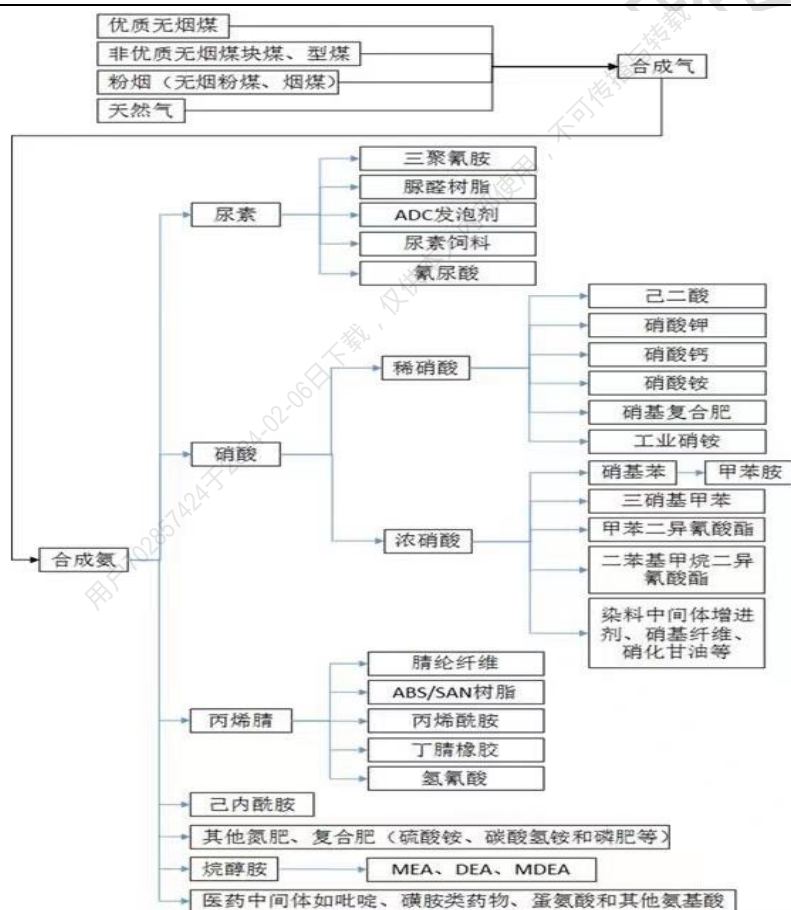 优质无烟煤
非优质无烟煤块煤、型煤
粉烟（无烟粉煤、烟煤）
天然气
合成气
合成氨
尿素
三聚氰胺
脲醛树脂
ADC发泡剂
尿素饲料
氰尿酸
硝酸
稀硝酸
己二酸
硝酸钾
硝酸钙
硝酸铵
硝基复合肥
工业硝铵
浓硝酸
硝基苯
甲苯胺
三硝基甲苯
甲苯二异氰酸酯
二苯基甲烷二异
氰酸酯
染料中间体增进
剂、硝基纤维、
硝化甘油等
丙烯腈
腈纶纤维
ABS/SAN树脂
丙烯酰胺
丁腈橡胶
氢氰酸
己内酰胺
其他氮肥、复合肥（硫酸铵、碳酸氢铵和磷肥等）
烷醇胺
MEA、DEA、MDEA
医药中间体如吡啶、磺胺类药物、蛋氨酸和其他氨基酸